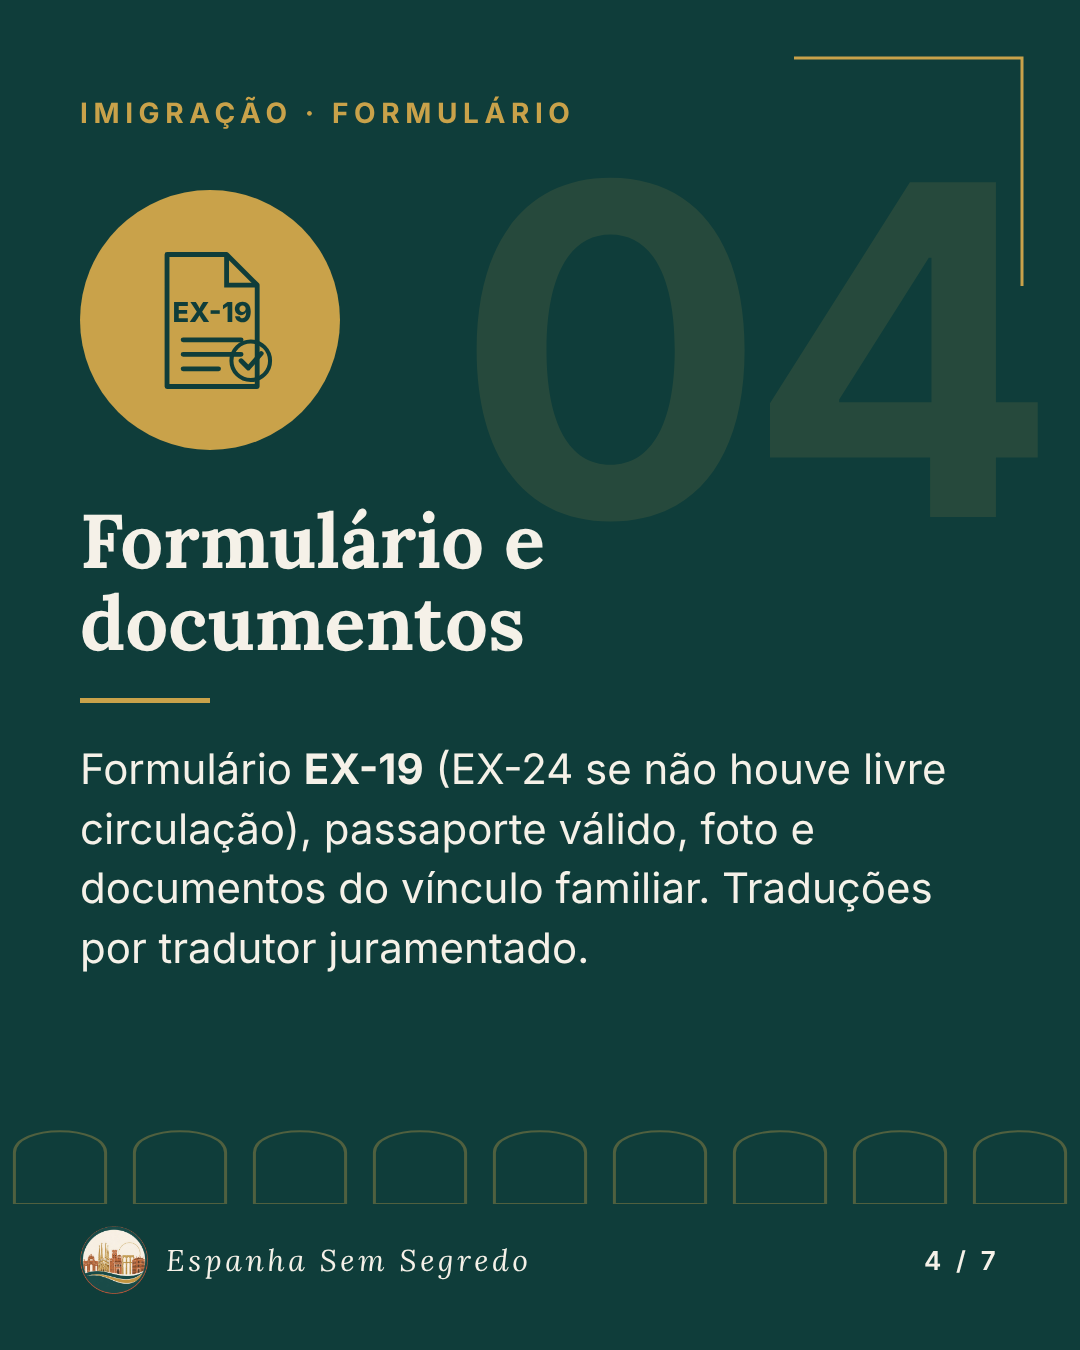 IMIGRAÇÃO · FORMULÁRIO
04
EX-19
Formulário e
documentos
Formulário EX-19 (EX-24 se não houve livre
circulação), passaporte válido, foto e
documentos do vínculo familiar. Traduções
por tradutor juramentado.
Espanha Sem Segredo
4 / 7